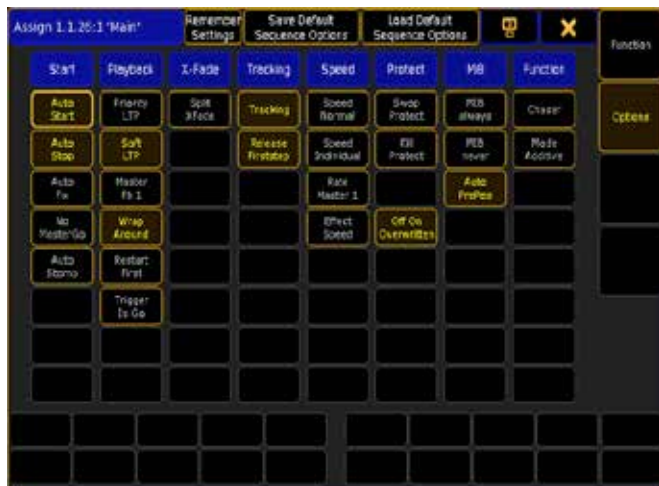 Assign 1.1.26:1 "Main"
Remember
Settings
Save Default
Sequence Options
Load Default
Sequence Options
Function
Options
Start
Playback
X-Fade
Tracking
Speed
Protect
MIB
Function
Auto
Start
Priority
LTP
Split
XFade
Tracking
Speed
Normal
Swop
Protect
MIB
always
Chaser
Auto
Stop
Soft
LTP
Release
Firststep
Speed
Individual
Kill
Protect
MIB
never
Mode
Additive
Auto
Fix
Master
Fb 1
Rate
Master 1
Auto
PrePos
No
MasterGo
Wrap
Around
Effect
Speed
Off On
Overwritten
Auto
Stomp
Restart
First
Trigger
Is Go